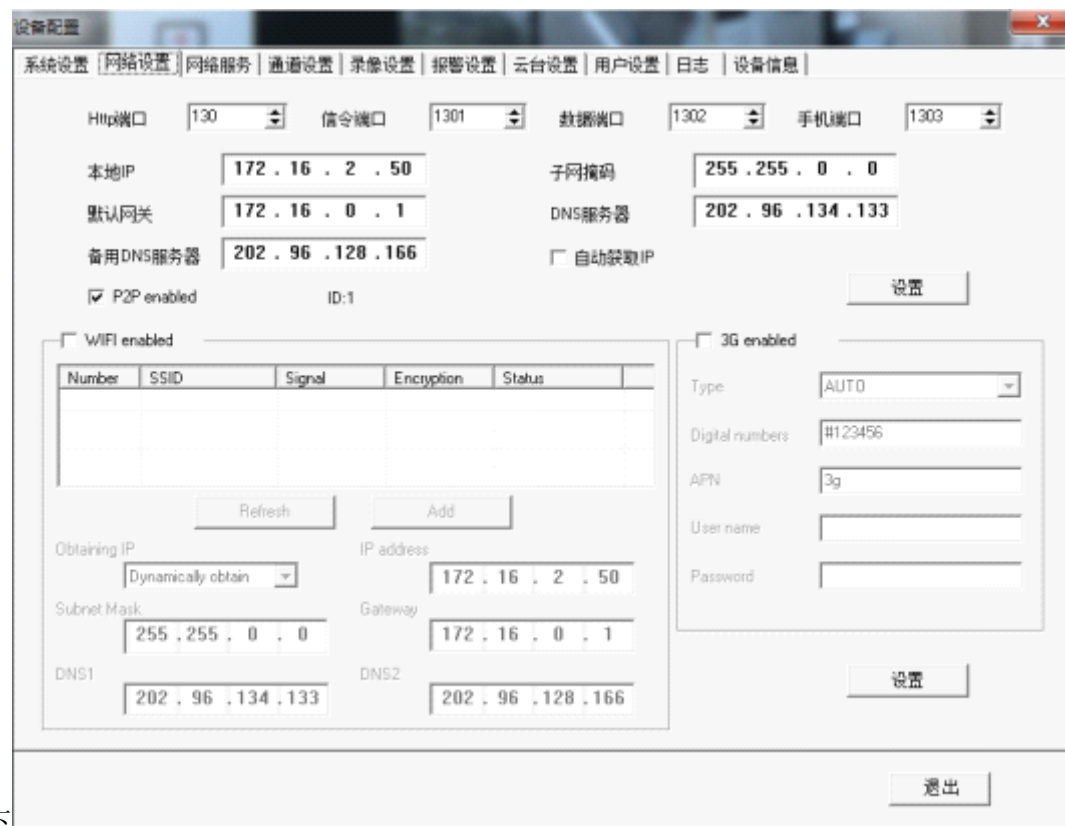 设备配置
系统设置 网络设置 网络服务 通道设置 录像设置 报警设置 云台设置 用户设置 日志 设备信息
Http端口 130 信令端口 1301 数据端口 1302 手机端口 1303
本地IP 172 . 16 . 2 . 50 子网掩码 255 . 255 . 0 . 0
默认网关 172 . 16 . 0 . 1 DNS服务器 202 . 96 . 134 . 133
备用DNS服务器 202 . 96 . 128 . 166 自动获取IP
P2P enabled ID:1 设置
WIFI enabled 3G enabled
Number SSID Signal Encryption Status
Type AUTO
Digital numbers #123456
APN 3g
Refresh Add
User name
Obtaining IP IP address
Dynamically obtain 172 . 16 . 2 . 50 Password
Subnet Mask Gateway
255 . 255 . 0 . 0 172 . 16 . 0 . 1
DNS1 DNS2 设置
202 . 96 . 134 . 133 202 . 96 . 128 . 166
退出